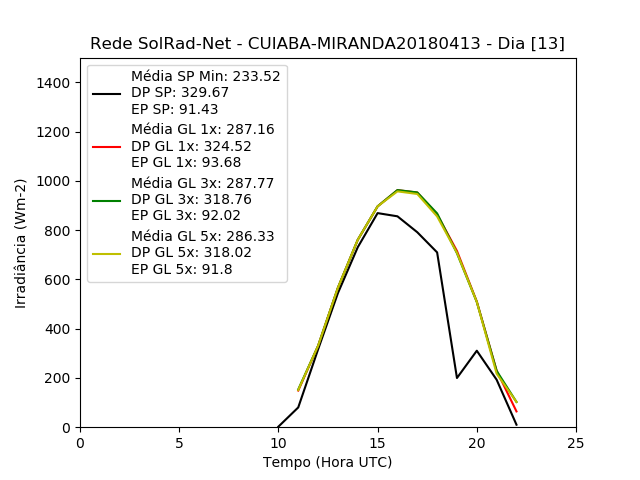 Rede SolRad-Net - CUIABA-MIRANDA20180413 - Dia [13]
Média SP Min: 233.52
DP SP: 329.67
EP SP: 91.43
Média GL 1x: 287.16
DP GL 1x: 324.52
EP GL 1x: 93.68
Média GL 3x: 287.77
DP GL 3x: 318.76
EP GL 3x: 92.02
Média GL 5x: 286.33
DP GL 5x: 318.02
EP GL 5x: 91.8
Irradiância (Wm-2)
1400
1200
1000
800
600
400
200
0
0 5 10 15 20 25
Tempo (Hora UTC)